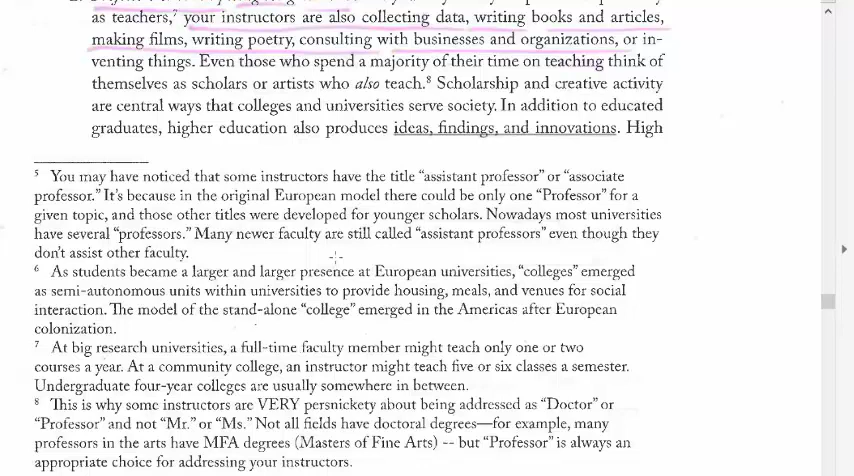 as teachers,⁷ your instructors are also collecting data, writing books and articles,
making films, writing poetry, consulting with businesses and organizations, or in-
venting things. Even those who spend a majority of their time on teaching think of
themselves as scholars or artists who also teach.⁸ Scholarship and creative activity
are central ways that colleges and universities serve society. In addition to educated
graduates, higher education also produces ideas, findings, and innovations. High
⁵ You may have noticed that some instructors have the title “assistant professor” or “associate
professor.” It’s because in the original European model there could be only one “Professor” for a
given topic, and those other titles were developed for younger scholars. Nowadays most universities
have several “professors.” Many newer faculty are still called “assistant professors” even though they
don’t assist other faculty.
⁶ As students became a larger and larger presence at European universities, “colleges” emerged
as semi-autonomous units within universities to provide housing, meals, and venues for social
interaction. The model of the stand-alone “college” emerged in the Americas after European
colonization.
⁷ At big research universities, a full-time faculty member might teach only one or two
courses a year. At a community college, an instructor might teach five or six classes a semester.
Undergraduate four-year colleges are usually somewhere in between.
⁸ This is why some instructors are VERY persnickety about being addressed as “Doctor” or
“Professor” and not “Mr.” or “Ms.” Not all fields have doctoral degrees—for example, many
professors in the arts have MFA degrees (Masters of Fine Arts) -- but “Professor” is always an
appropriate choice for addressing your instructors.